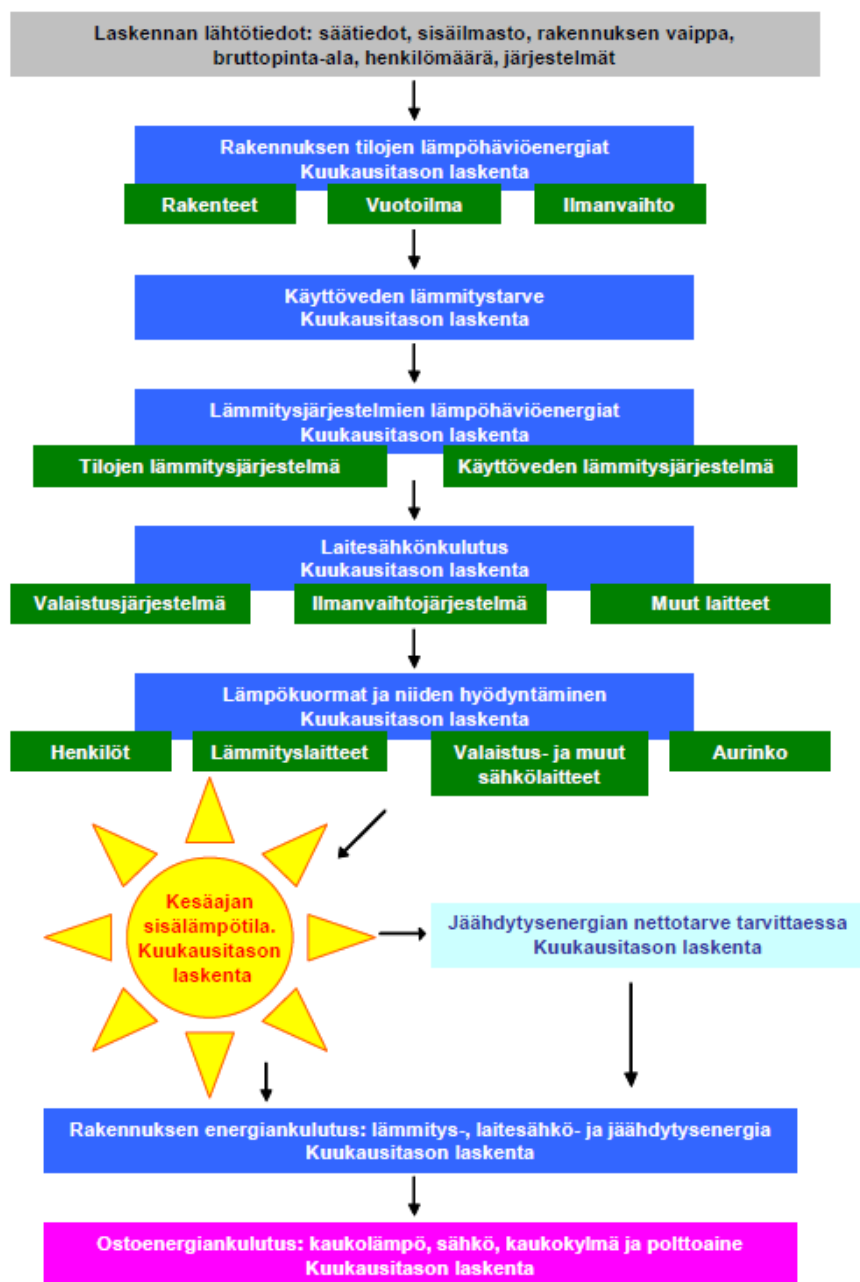 Laskennan lähtötiedot: säätiedot, sisäilmasto, rakennuksen vaippa,
bruttopinta-ala, henkilömäärä, järjestelmät
Rakennuksen tilojen lämpöhäviöenergiat
Kuukausitason laskenta
Rakenteet
Vuotoilma
Ilmanvaihto
Käyttöveden lämmitystarve
Kuukausitason laskenta
Lämmitysjärjestelmien lämpöhäviöenergiat
Kuukausitason laskenta
Tilojen lämmitysjärjestelmä
Käyttöveden lämmitysjärjestelmä
Laitesähkönkulutus
Kuukausitason laskenta
Valaistusjärjestelmä
Ilmanvaihtojärjestelmä
Muut laitteet
Lämpökuormat ja niiden hyödyntäminen
Kuukausitason laskenta
Henkilöt
Lämmityslaitteet
Valaistus- ja muut
sähkölaitteet
Aurinko
Kesäajan
sisälämpötila.
Kuukausitason
laskenta
Jäähdytysenergian nettotarve tarvittaessa
Kuukausitason laskenta
Rakennuksen energiankulutus: lämmitys-, laitesähkö- ja jäähdytysenergia
Kuukausitason laskenta
Ostoenergiankulutus: kaukolämpö, sähkö, kaukokylmä ja polttoaine
Kuukausitason laskenta